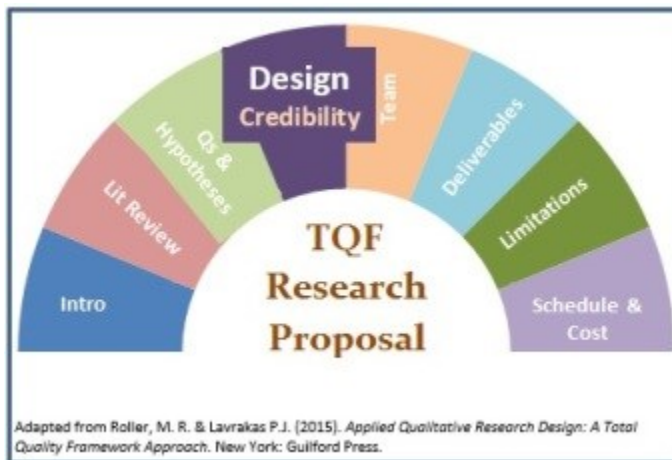 Design
Credibility
Team
Qs &
Hypotheses
Deliverables
Lit Review
Limitations
Intro
Schedule &
Cost
TQF
Research
Proposal
Adapted from Roller, M. R. & Lavrakas P.J. (2015). Applied Qualitative Research Design: A Total
Quality Framework Approach. New York: Guilford Press.